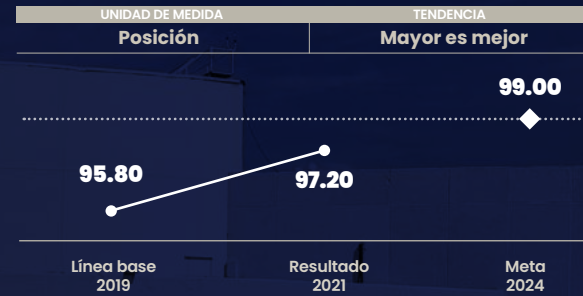 UNIDAD DE MEDIDA
TENDENCIA
Posición
Mayor es mejor
99.00
95.80
97.20
Línea base
2019
Resultado
2021
Meta
2024